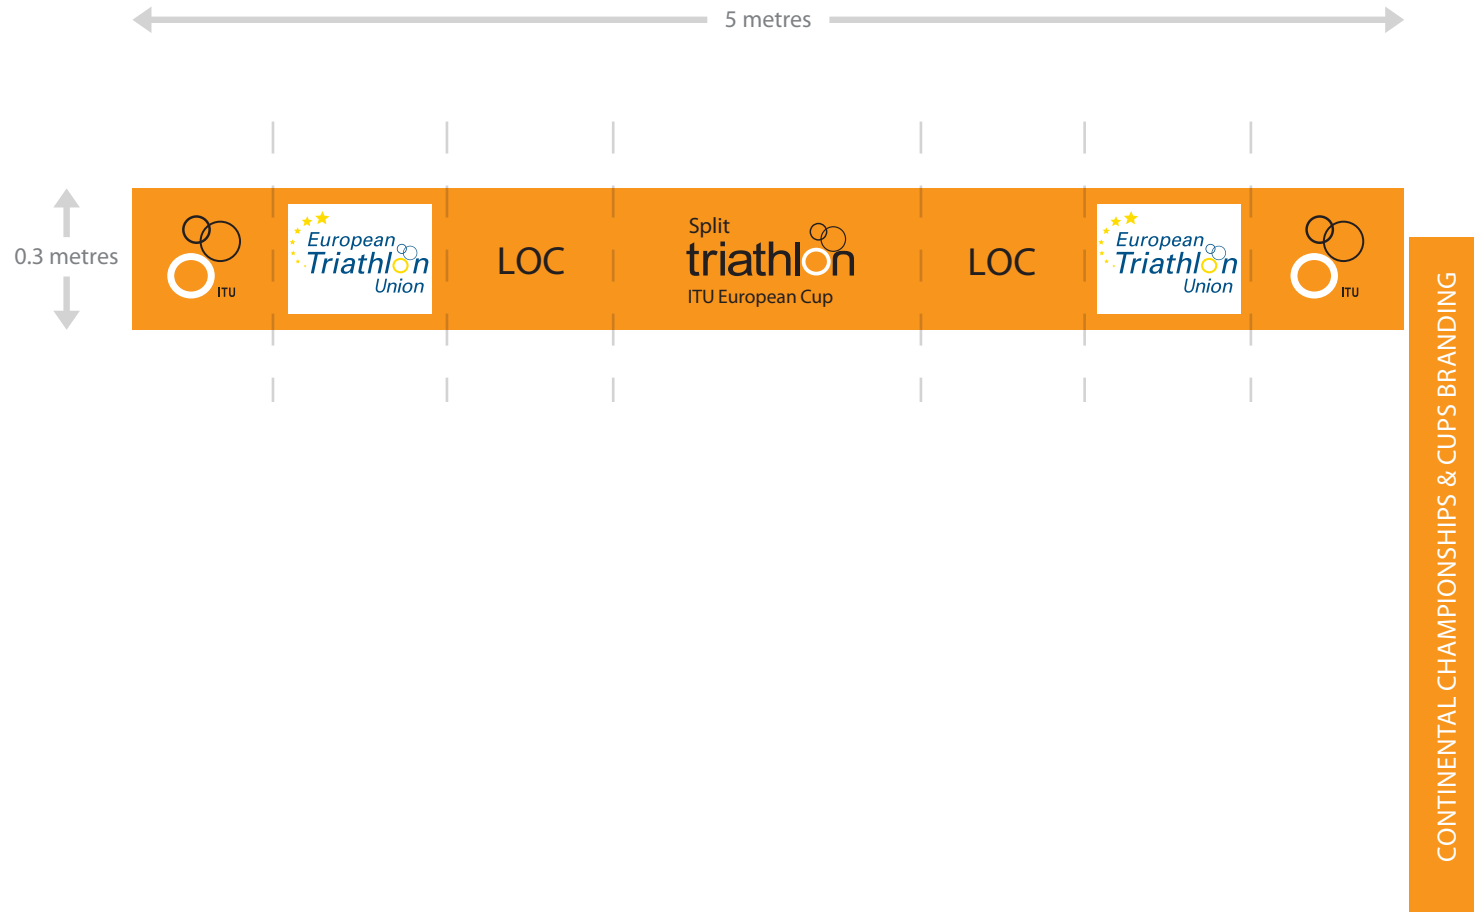 5 metres
0.3 metres
ITU
European
Triathlon
Union
LOC
Split
triathlon
ITU European Cup
LOC
European
Triathlon
Union
ITU
CONTINENTAL CHAMPIONSHIPS & CUPS BRANDING